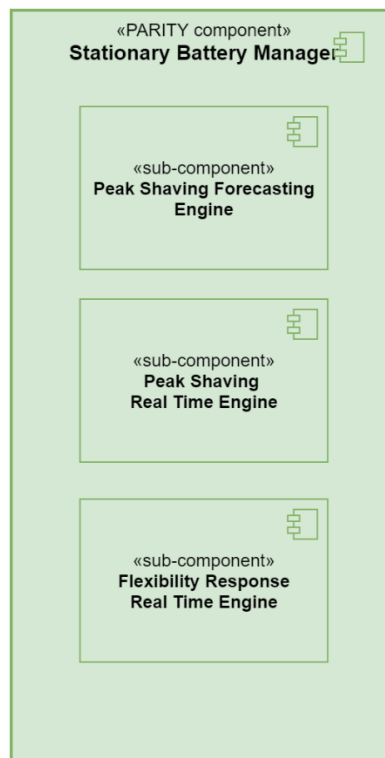 «PARITY component»
Stationary Battery Manager
«sub-component»
Peak Shaving Forecasting
Engine
«sub-component»
Peak Shaving
Real Time Engine
«sub-component»
Flexibility Response
Real Time Engine